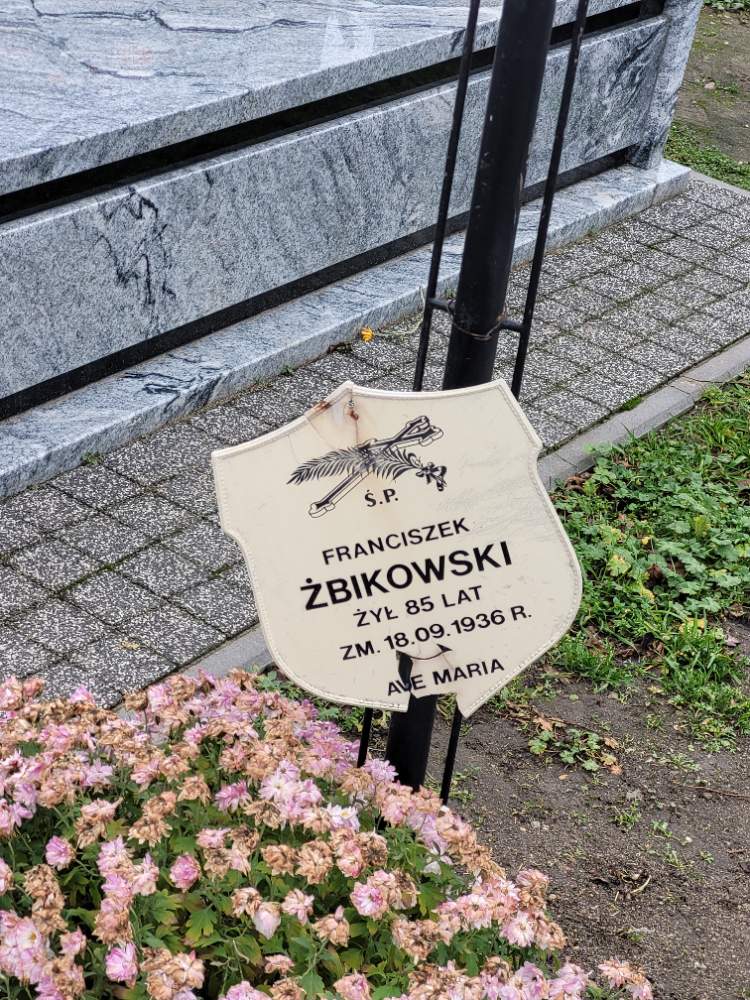 Ś.P.
FRANCISZEK
ŻBIKOWSKI
ŻYŁ 85 LAT
ZM. 18.09.1936 R.
AVE MARIA